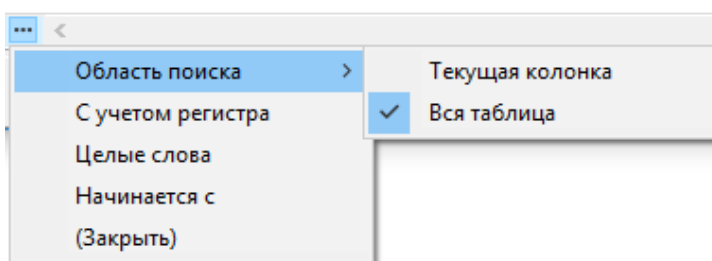 Область поиска
Текущая колонка
С учетом регистра
Вся таблица
Целые слова
Начинается с
(Закрыть)